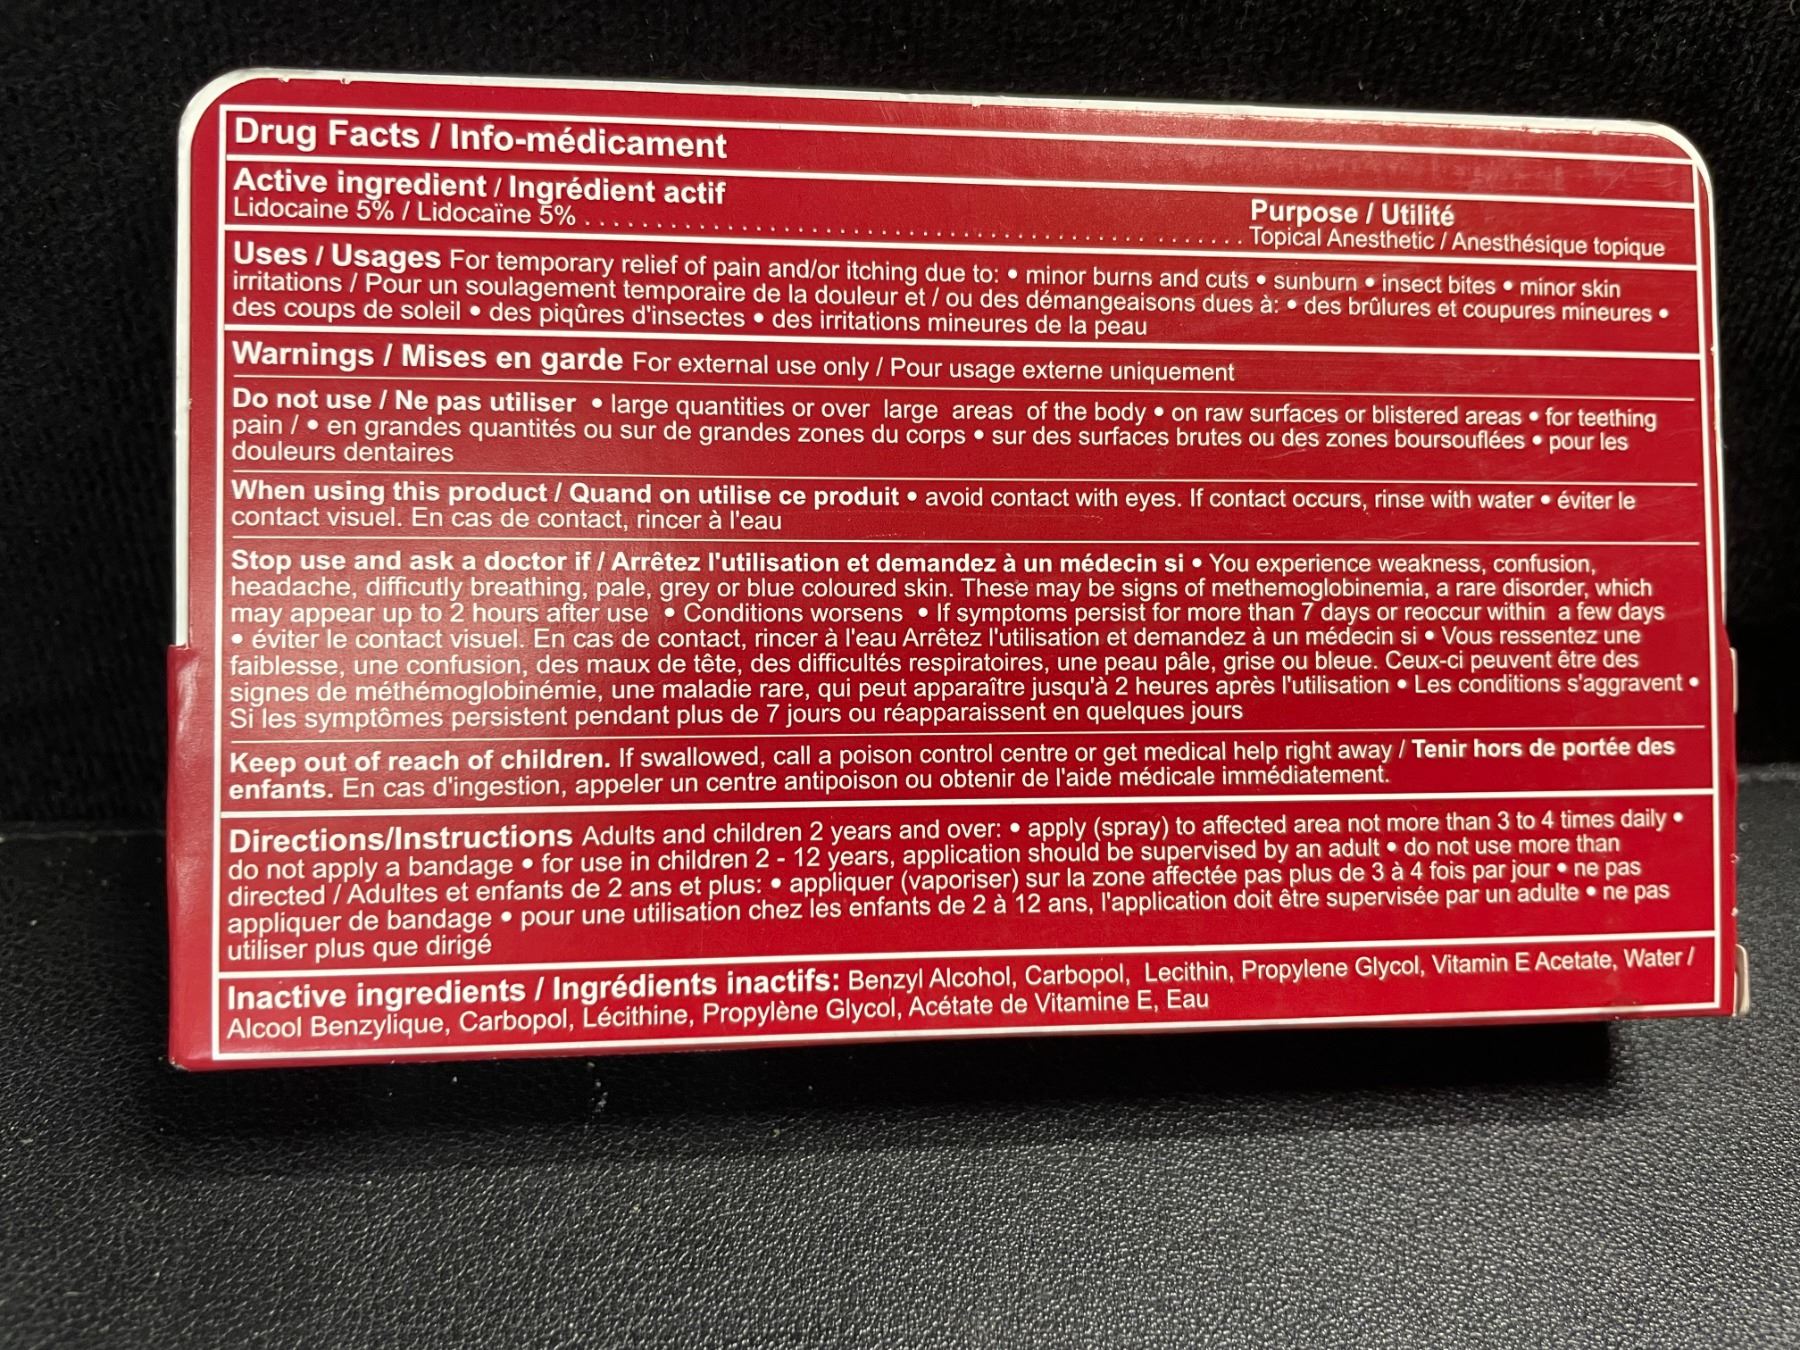 Drug Facts / Info-médicament
Active ingredient / Ingrédient actif
Purpose / Utilité
Lidocaine 5% / Lidocaïne 5% . . . . . . . . . . . . . . . . . . . . . . . . . . . . . . . . . . . . . . . . . . . . . Topical Anesthetic / Anesthésique topique
Uses / Usages For temporary relief of pain and/or itching due to: • minor burns and cuts • sunburn • insect bites • minor skin
irritations / Pour un soulagement temporaire de la douleur et / ou des démangeaisons dues à: • des brûlures et coupures mineures •
des coups de soleil • des piqûres d'insectes • des irritations mineures de la peau
Warnings / Mises en garde For external use only / Pour usage externe uniquement
Do not use / Ne pas utiliser • large quantities or over large areas of the body • on raw surfaces or blistered areas • for teething
pain / • en grandes quantités ou sur de grandes zones du corps • sur des surfaces brutes ou des zones boursouflées • pour les
douleurs dentaires
When using this product / Quand on utilise ce produit • avoid contact with eyes. If contact occurs, rinse with water • éviter le
contact visuel. En cas de contact, rincer à l'eau
Stop use and ask a doctor if / Arrêtez l'utilisation et demandez à un médecin si • You experience weakness, confusion,
headache, difficutly breathing, pale, grey or blue coloured skin. These may be signs of methemoglobinemia, a rare disorder, which
may appear up to 2 hours after use • Conditions worsens • If symptoms persist for more than 7 days or reoccur within a few days
• éviter le contact visuel. En cas de contact, rincer à l'eau Arrêtez l'utilisation et demandez à un médecin si • Vous ressentez une
faiblesse, une confusion, des maux de tête, des difficultés respiratoires, une peau pâle, grise ou bleue. Ceux-ci peuvent être des
signes de méthémoglobinémie, une maladie rare, qui peut apparaître jusqu'à 2 heures après l'utilisation • Les conditions s'aggravent •
Si les symptômes persistent pendant plus de 7 jours ou réapparaissent en quelques jours
Keep out of reach of children. If swallowed, call a poison control centre or get medical help right away / Tenir hors de portée des
enfants. En cas d'ingestion, appeler un centre antipoison ou obtenir de l'aide médicale immédiatement.
Directions/Instructions Adults and children 2 years and over: • apply (spray) to affected area not more than 3 to 4 times daily •
do not apply a bandage • for use in children 2 - 12 years, application should be supervised by an adult • do not use more than
directed / Adultes et enfants de 2 ans et plus: • appliquer (vaporiser) sur la zone affectée pas plus de 3 à 4 fois par jour • ne pas
appliquer de bandage • pour une utilisation chez les enfants de 2 à 12 ans, l'application doit être supervisée par un adulte • ne pas
utiliser plus que dirigé
Inactive ingredients / Ingrédients inactifs: Benzyl Alcohol, Carbopol, Lecithin, Propylene Glycol, Vitamin E Acetate, Water /
Alcool Benzylique, Carbopol, Lécithine, Propylène Glycol, Acétate de Vitamine E, Eau